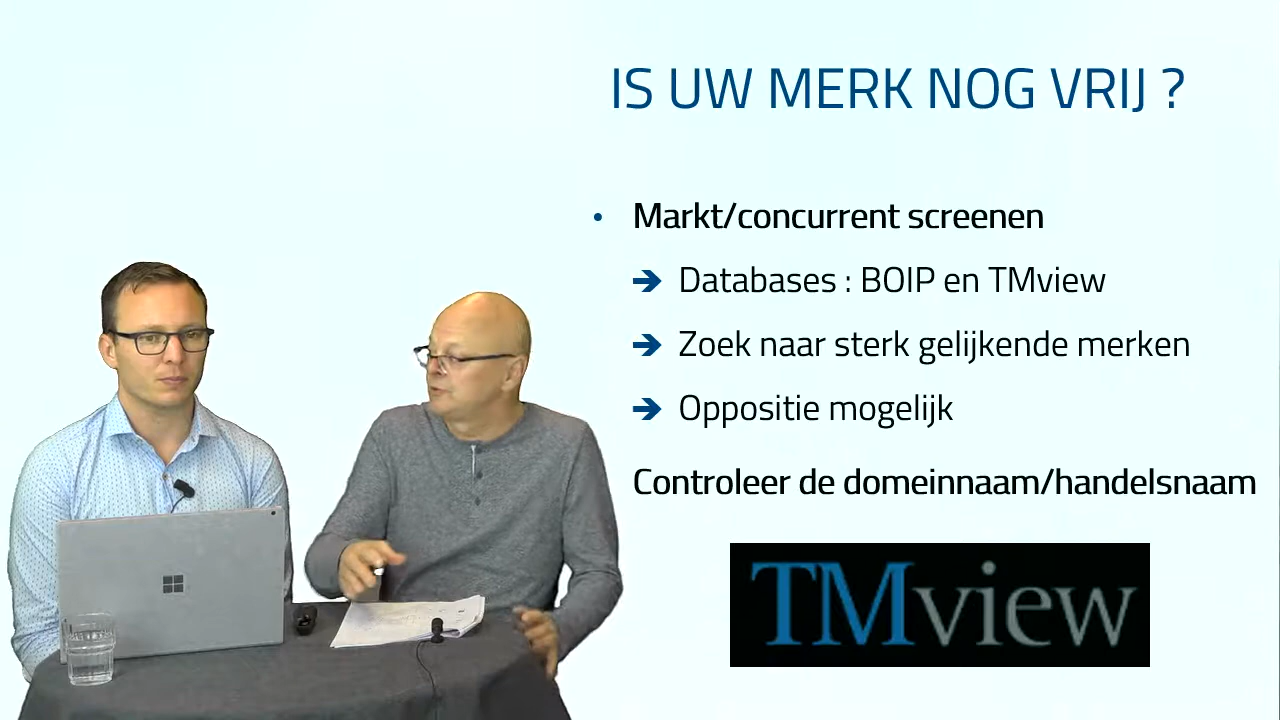 IS UW MERK NOG VRIJ ?
• Markt/concurrent screenen
➔ Databases : BOIP en TMview
➔ Zoek naar sterk gelijkende merken
➔ Oppositie mogelijk
Controleer de domeinnaam/handelsnaam
TMview